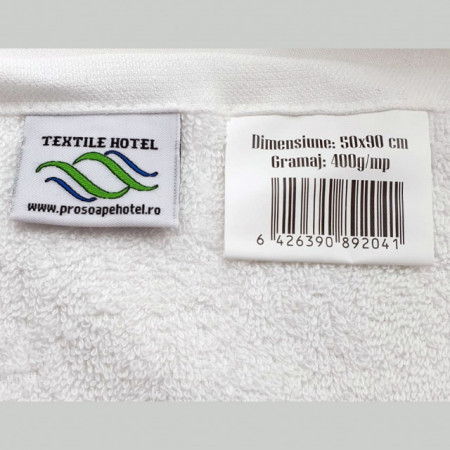 TEXTILE HOTEL
www.prosoapehotel.ro
Dimensiune: 50x90 cm
Gramaj: 400g/mp
6 426390 892041